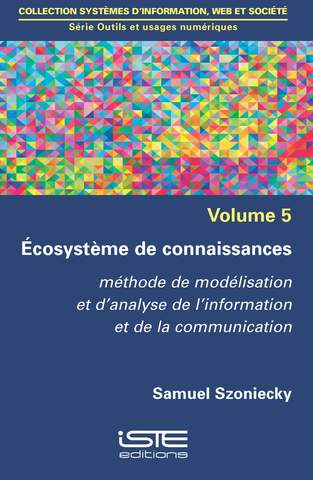 COLLECTION SYSTÈMES D'INFORMATION, WEB ET SOCIÉTÉ
Série Outils et usages numériques
Volume 5
Écosystème de connaissances
méthode de modélisation
et d'analyse de l'information
et de la communication
Samuel Szoniecky
iSTE
editions